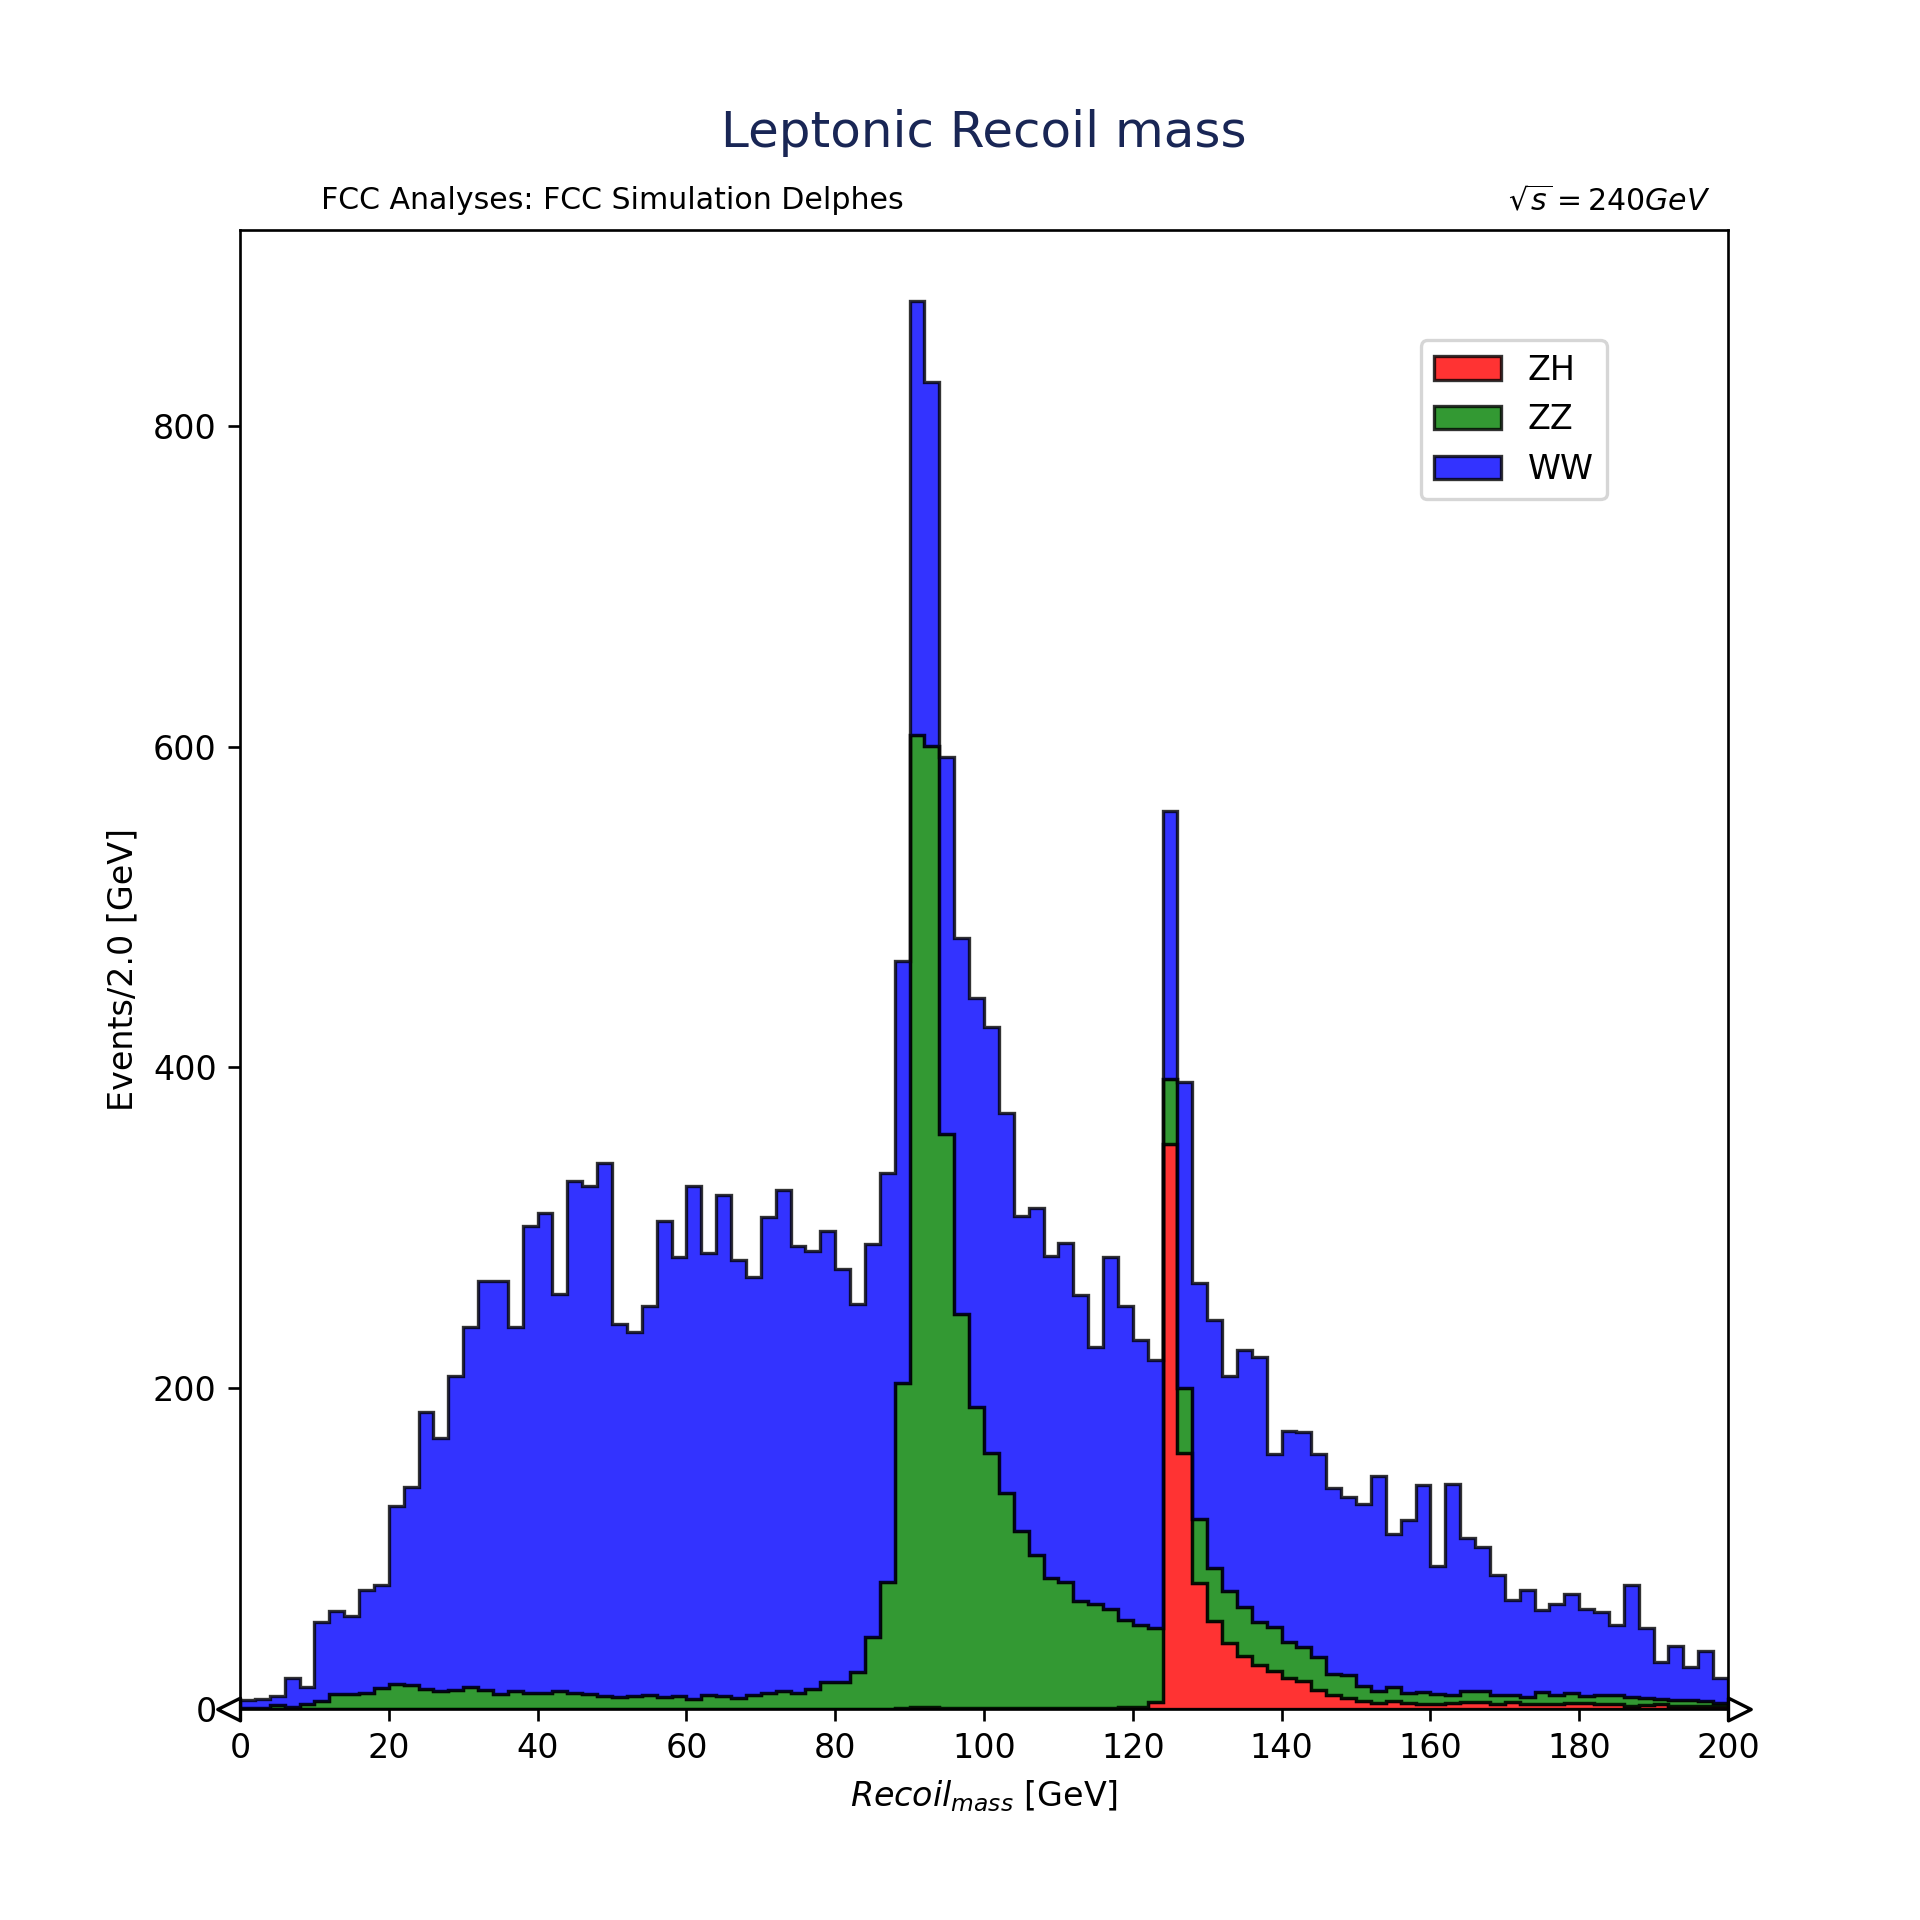 Leptonic Recoil mass
FCC Analyses: FCC Simulation Delphes
√s = 240GeV
ZH
ZZ
WW
Events/2.0 [GeV]
800
600
400
200
0
0 20 40 60 80 100 120 140 160 180 200
Recoil_mass [GeV]